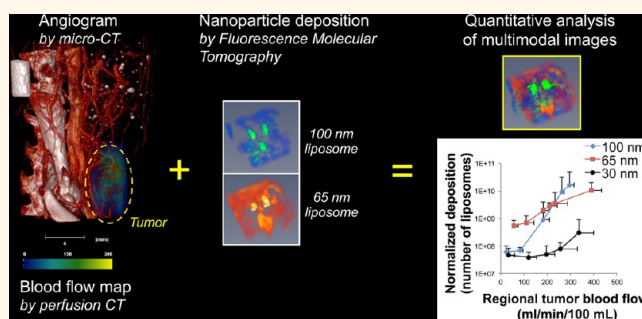 Angiogram
by micro-CT
Tumor
(mm)
0 150 300
Blood flow map
by perfusion CT
+
Nanoparticle deposition
by Fluorescence Molecular
Tomography
100 nm
liposome
65 nm
liposome
=
Quantitative analysis
of multimodal images
100 nm
65 nm
30 nm
Normalized deposition
(number of liposomes)
1E+11
1E+10
1E+09
1E+08
1E+07
0 100 200 300 400 500
Regional tumor blood flow
(ml/min/100 mL)